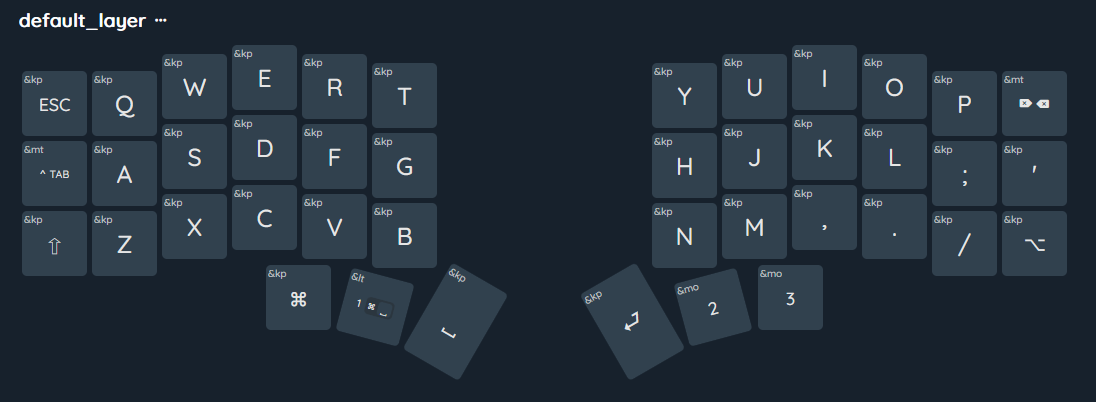 default_layer ···
&kp ESC &kp Q &kp W &kp E &kp R &kp T &kp Y &kp U &kp I &kp O &kp P &mt ⌦ ⌫
&mt ^ TAB &kp A &kp S &kp D &kp F &kp G &kp H &kp J &kp K &kp L &kp ; &kp '
&kp ⇧ &kp Z &kp X &kp C &kp V &kp B &kp N &kp M &kp , &kp . &kp / &kp ⌥
&kp ⌘ &lt 1 ⌘ ⎵ &kp ⎵ &kp ⏎ &mo 2 &mo 3